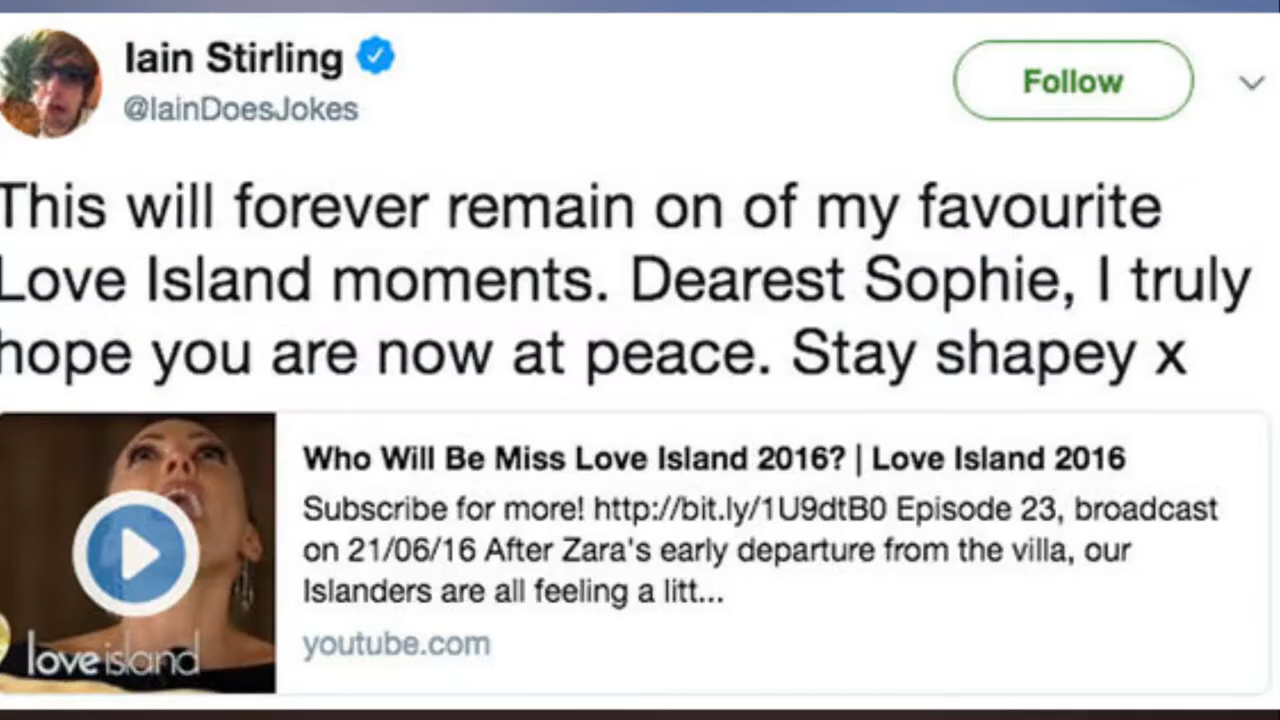 Iain Stirling
@IainDoesJokes
Follow
This will forever remain on of my favourite
Love Island moments. Dearest Sophie, I truly
hope you are now at peace. Stay shapey x
Who Will Be Miss Love Island 2016? | Love Island 2016
Subscribe for more! http://bit.ly/1U9dtB0 Episode 23, broadcast
on 21/06/16 After Zara's early departure from the villa, our
Islanders are all feeling a litt...
youtube.com
loveisland